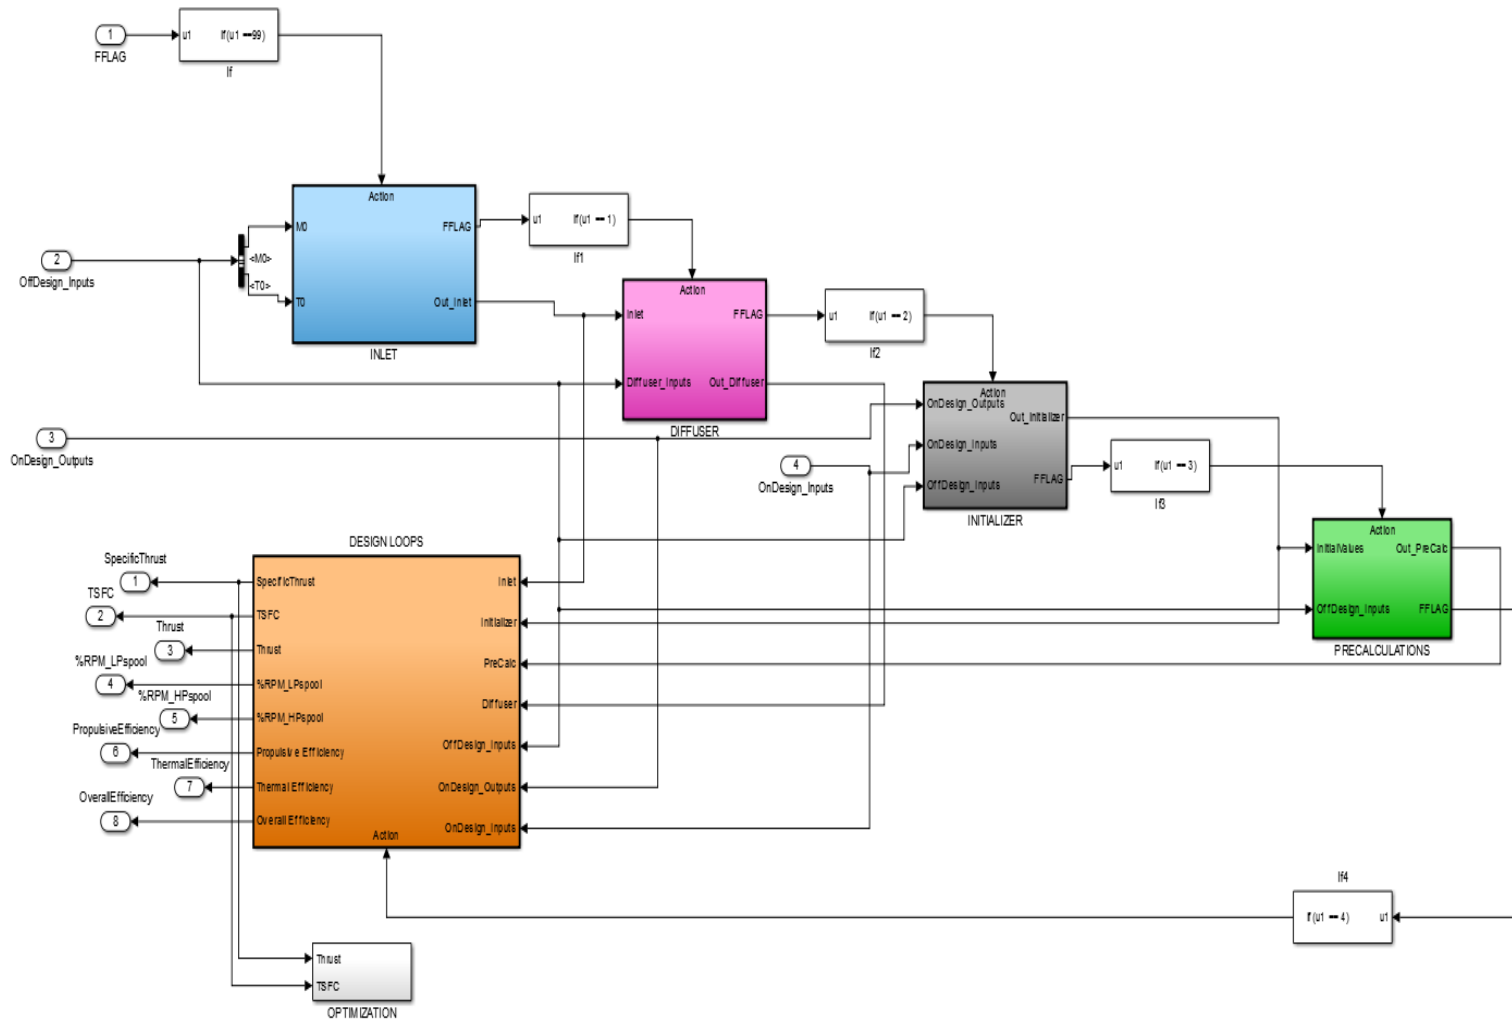 1
FFLAG
u1 If(u1 ==99)
If
Action
M0
FFLAG
<M0>
<T0>
T0
Out_Inlet
INLET
2
OffDesign_Inputs
u1 If(u1 == 1)
If1
Action
Inlet
FFLAG
Diffuser_Inputs
Out_Diffuser
DIFFUSER
u1 If(u1 == 2)
If2
3
OnDesign_Outputs
4
OnDesign_Inputs
Action
OnDesign_Outputs
Out_Initializer
OnDesign_Inputs
FFLAG
OffDesign_Inputs
INITIALIZER
u1 If(u1 == 3)
If3
Action
InitialValues
Out_PreCalc
OffDesign_Inputs
FFLAG
PRECALCULATIONS
DESIGN LOOPS
SpecificThrust
1
TSFC
2
Thrust
3
%RPM_LPspool
4
%RPM_HPspool
5
PropulsiveEfficiency
6
ThermalEfficiency
7
OverallEfficiency
8
SpecificThrust
TSFC
Thrust
%RPM_LPspool
%RPM_HPspool
Propulsive Efficiency
Thermal Efficiency
Overall Efficiency
Inlet
Initializer
PreCalc
Diffuser
OffDesign_Inputs
OnDesign_Outputs
OnDesign_Inputs
Action
If4
If(u1 == 4) u1
Thrust
TSFC
OPTIMIZATION